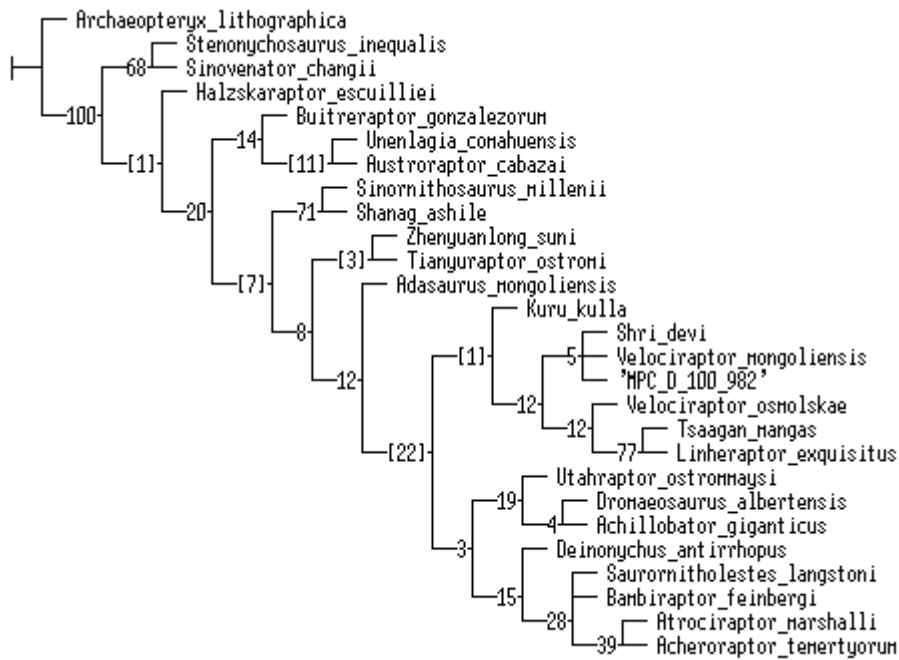 Archaeopteryx_lithographica
Stenonychosaurus_inequalis
68
Sinovenator_changii
Halzskaraptor_escuilliei
100
Buitreraptor_gonzalezorum
14
Unenlagia_comahuensis
[1]
[11]
Austroraptor_cabazai
Sinornithosaurus_millenii
20
71
Shanag_ashile
Zhenyuanlong_suni
[3]
Tianyuraptor_ostromi
[7]
Adasaurus_mongoliensis
Kuru_kulla
8
Shri_devi
[1]
5
Velociraptor_mongoliensis
12
'MPC_D_100_982'
12
Velociraptor_osmolskae
12
Tsaagan_mangas
[22]
77
Linheraptor_exquisitus
Utahraptor_ostrommaysi
19
Dromaeosaurus_albertensis
4
Achillobator_giganticus
3
Deinonychus_antirrhopus
Saurornitholestes_langstoni
15
Bambiraptor_feinbergi
28
Atrociraptor_marshalli
39
Acheroraptor_temertyorum